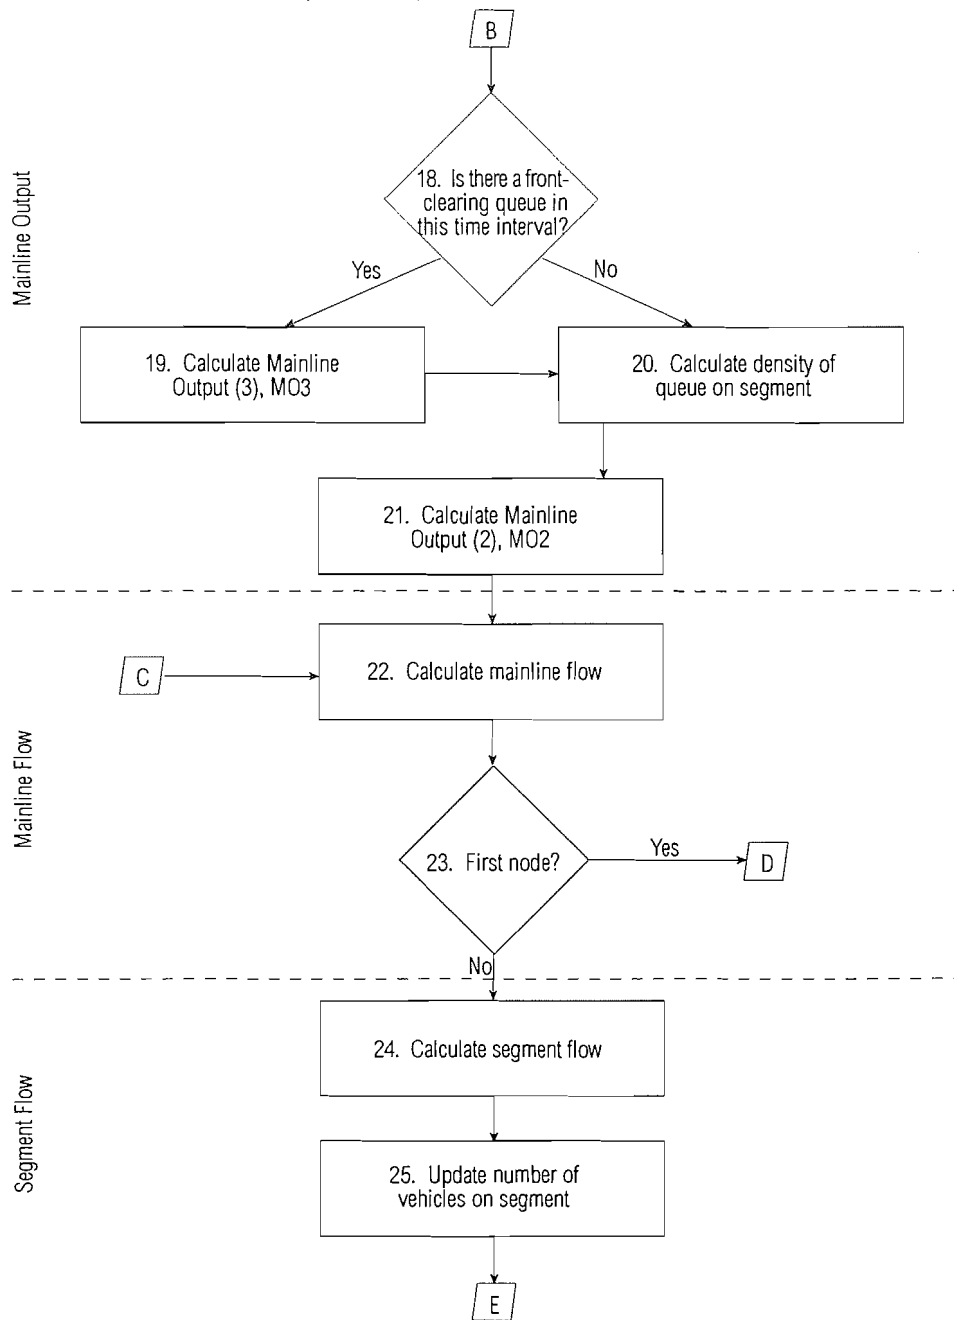 B
Mainline Output
18. Is there a front-
clearing queue in
this time interval?
Yes
No
19. Calculate Mainline
Output (3), MO3
20. Calculate density of
queue on segment
21. Calculate Mainline
Output (2), MO2
Mainline Flow
C
22. Calculate mainline flow
23. First node?
Yes
D
No
Segment Flow
24. Calculate segment flow
25. Update number of
vehicles on segment
E